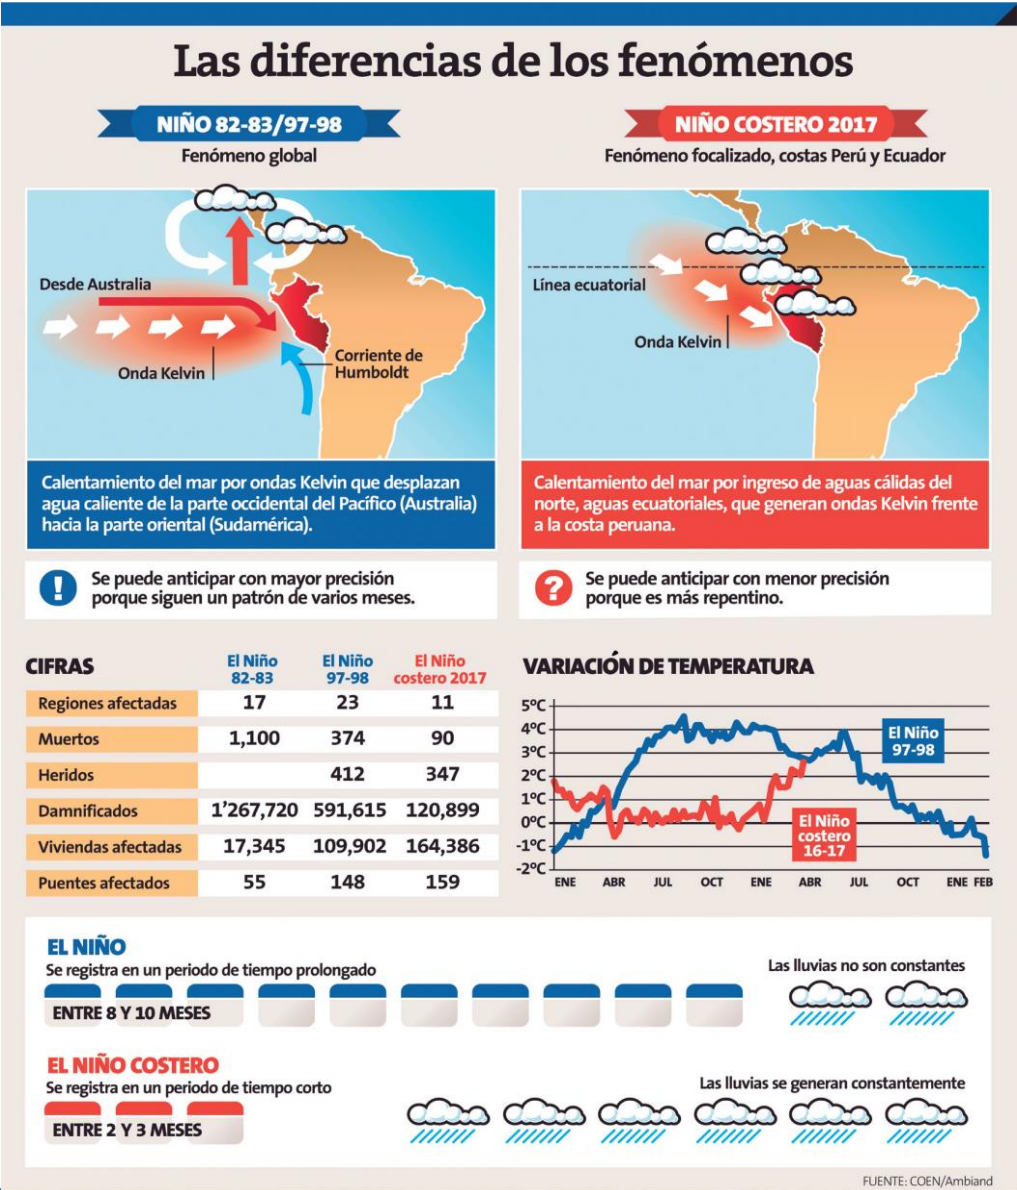 Las diferencias de los fenómenos
NIÑO 82-83/97-98
Fenómeno global
Desde Australia
Onda Kelvin
Corriente de
Humboldt
Calentamiento del mar por ondas Kelvin que desplazan
agua caliente de la parte occidental del Pacífico (Australia)
hacia la parte oriental (Sudamérica).
!
Se puede anticipar con mayor precisión
porque siguen un patrón de varios meses.
NIÑO COSTERO 2017
Fenómeno focalizado, costas Perú y Ecuador
Línea ecuatorial
Onda Kelvin
Calentamiento del mar por ingreso de aguas cálidas del
norte, aguas ecuatoriales, que generan ondas Kelvin frente
a la costa peruana.
?
Se puede anticipar con menor precisión
porque es más repentino.
CIFRAS
El Niño
82-83
El Niño
97-98
El Niño
costero 2017
Regiones afectadas 17 23 11
Muertos 1,100 374 90
Heridos 412 347
Damnificados 1'267,720 591,615 120,899
Viviendas afectadas 17,345 109,902 164,386
Puentes afectados 55 148 159
VARIACIÓN DE TEMPERATURA
5ºC
4ºC
3ºC
2ºC
1ºC
0ºC
-1ºC
-2ºC
El Niño
97-98
El Niño
costero
16-17
ENE ABR JUL OCT ENE ABR JUL OCT ENE FEB
EL NIÑO
Se registra en un periodo de tiempo prolongado
ENTRE 8 Y 10 MESES
Las lluvias no son constantes
EL NIÑO COSTERO
Se registra en un periodo de tiempo corto
ENTRE 2 Y 3 MESES
Las lluvias se generan constantemente
FUENTE: COEN/Ambiand